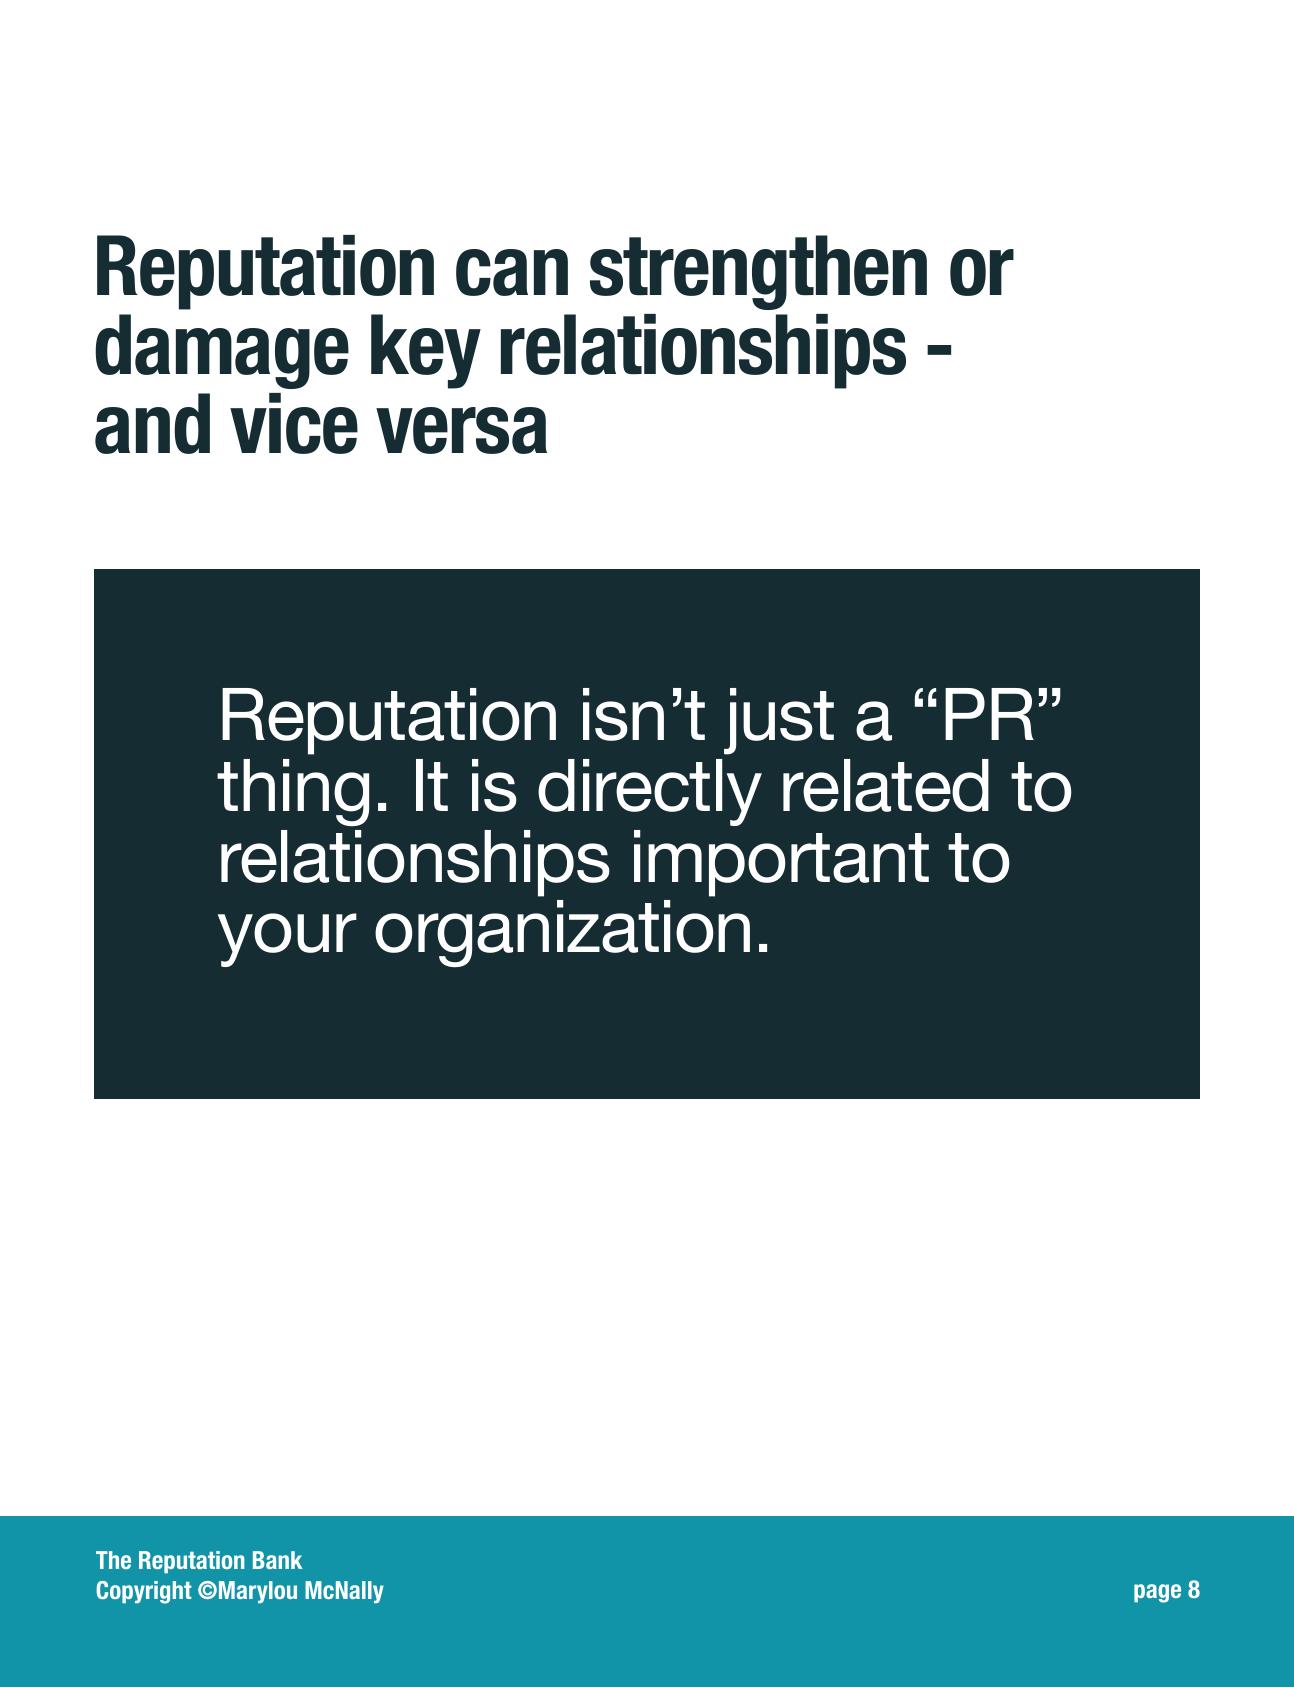 Reputation can strengthen or
damage key relationships -
and vice versa
Reputation isn’t just a “PR”
thing. It is directly related to
relationships important to
your organization.
The Reputation Bank
Copyright ©Marylou McNally
page 8